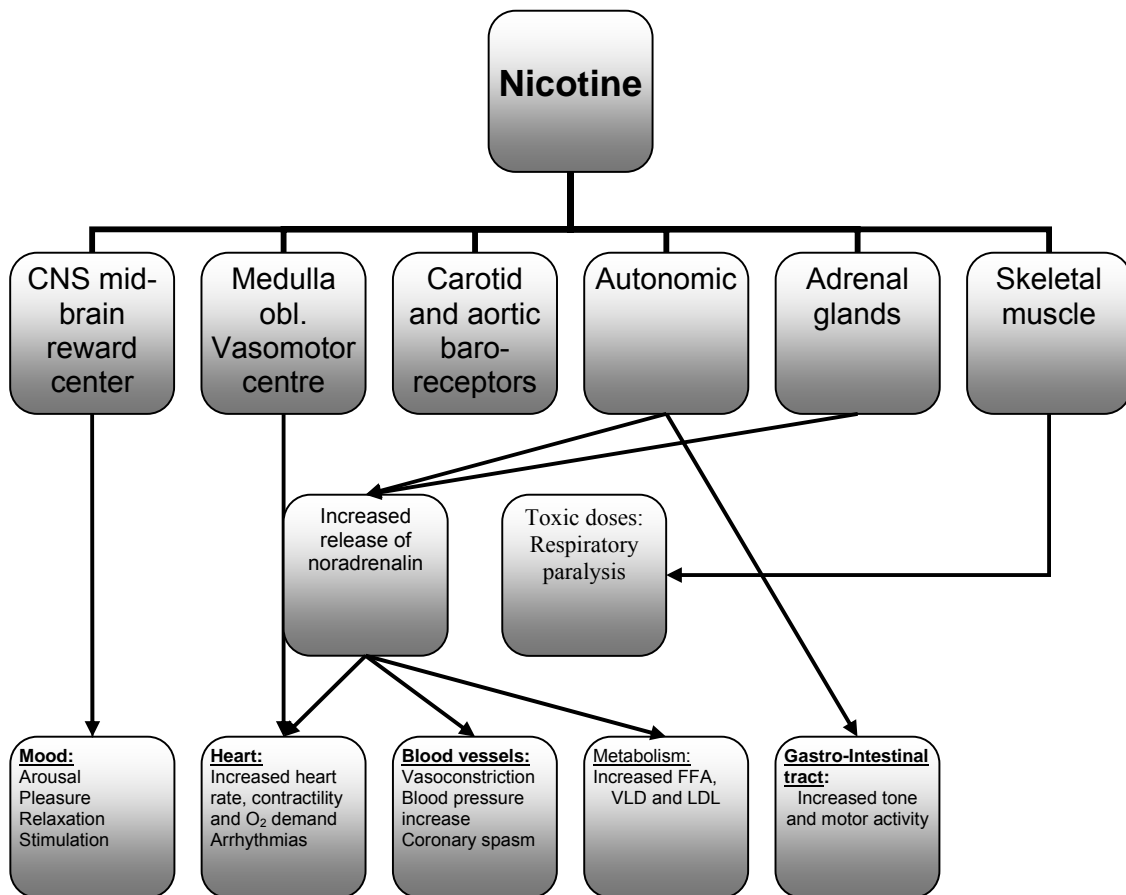 Nicotine
CNS mid-
brain
reward
center
Medulla
obl.
Vasomotor
centre
Carotid
and aortic
baro-
receptors
Autonomic
Adrenal
glands
Skeletal
muscle
Increased
release of
noradrenalin
Toxic doses:
Respiratory
paralysis
Mood:
Arousal
Pleasure
Relaxation
Stimulation
Heart:
Increased heart
rate, contractility
and O₂ demand
Arrhythmias
Blood vessels:
Vasoconstriction
Blood pressure
increase
Coronary spasm
Metabolism:
Increased FFA,
VLD and LDL
Gastro-Intestinal
tract:
Increased tone
and motor activity